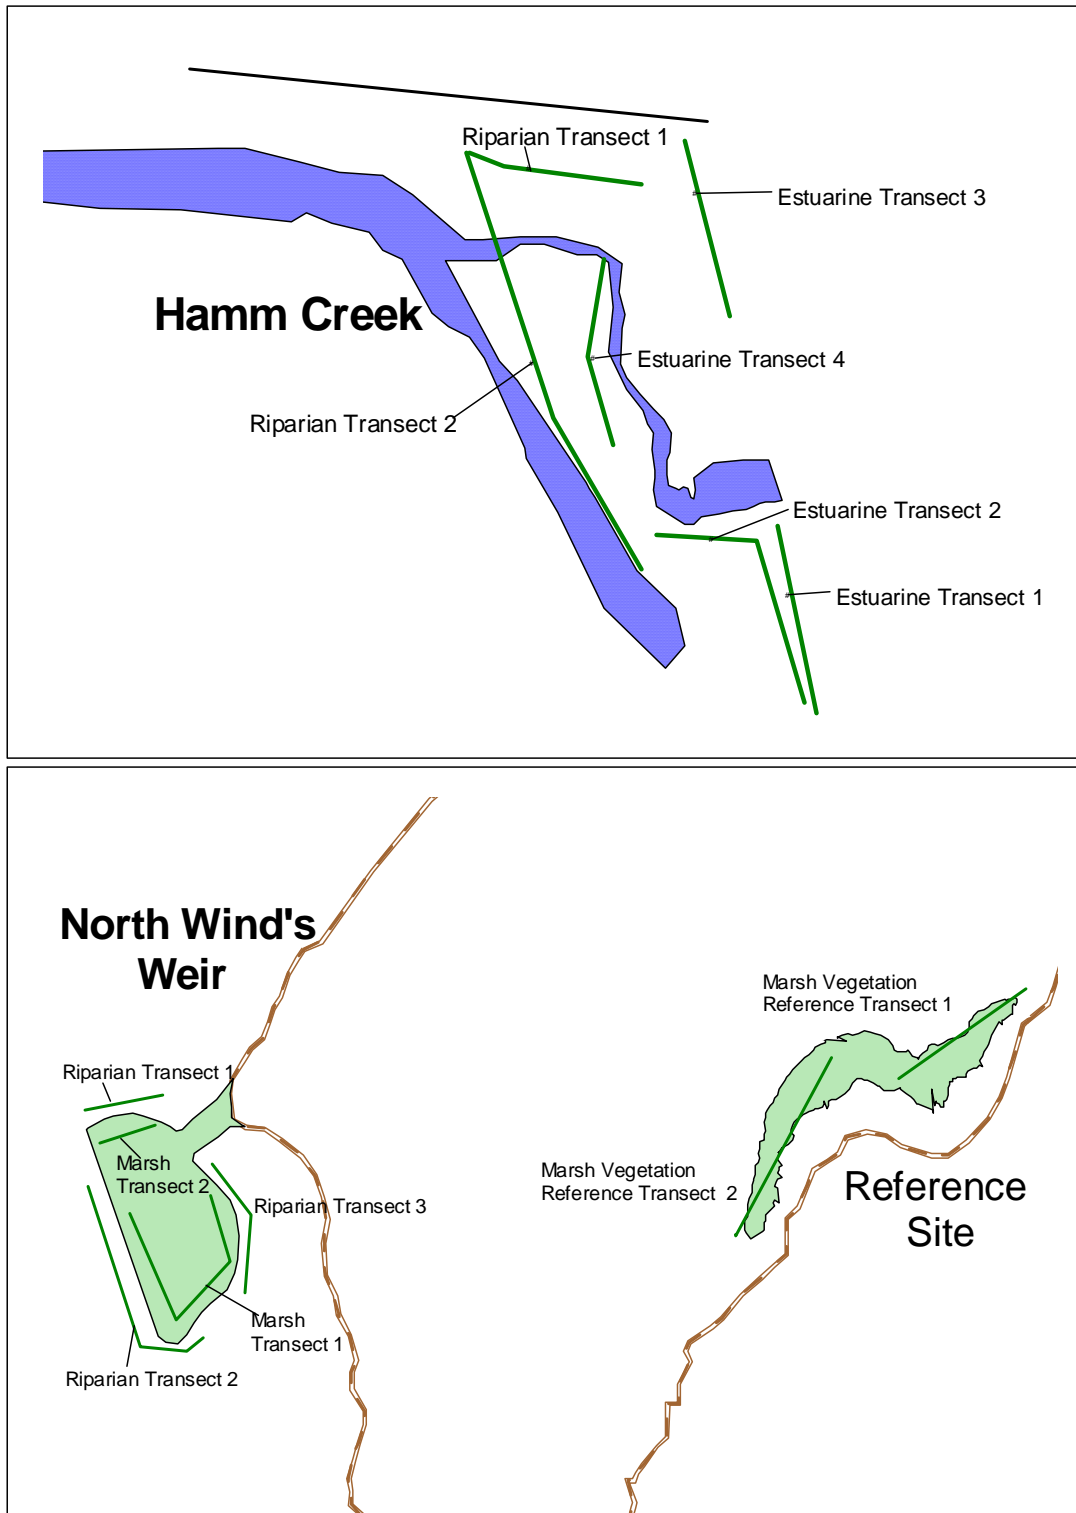 Riparian Transect 1
Estuarine Transect 3
Hamm Creek
Estuarine Transect 4
Riparian Transect 2
Estuarine Transect 2
Estuarine Transect 1
North Wind's
Weir
Marsh Vegetation
Reference Transect 1
Riparian Transect 1
Marsh
Transect 2
Marsh Vegetation
Reference Transect 2
Riparian Transect 3
Reference
Site
Marsh
Transect 1
Riparian Transect 2